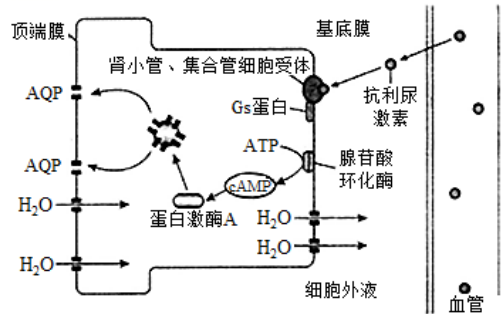 顶端膜
基底膜
肾小管、集合管细胞受体
AQP
Gs蛋白
抗利尿
激素
ATP
腺苷酸
环化酶
AQP
cAMP
H₂O
蛋白激酶A
H₂O
H₂O
H₂O
细胞外液
血管